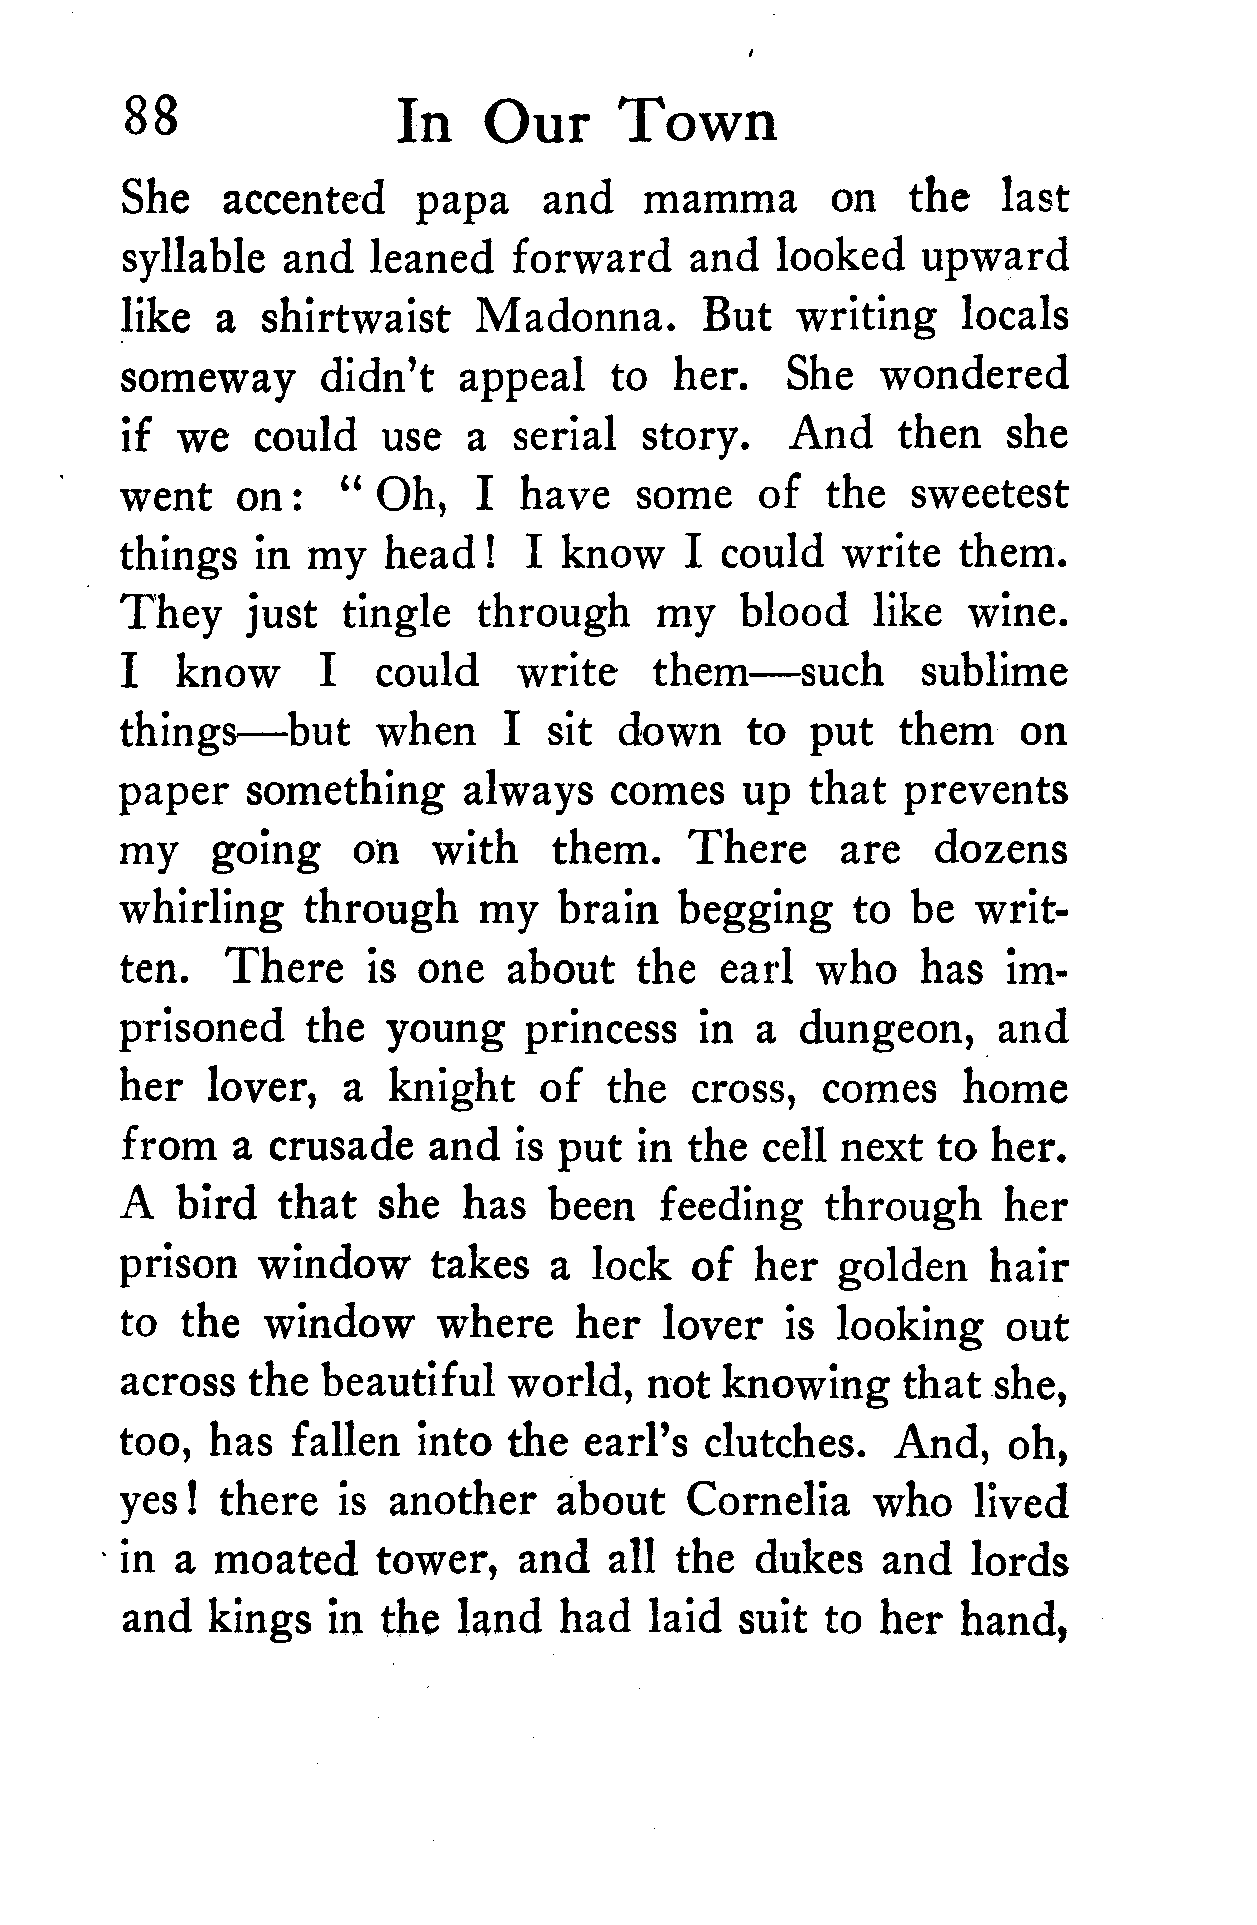 88 In Our Town
She accented papa and mamma on the last
syllable and leaned forward and looked upward
like a shirtwaist Madonna. But writing locals
someway didn't appeal to her. She wondered
if we could use a serial story. And then she
went on: " Oh, I have some of the sweetest
things in my head! I know I could write them.
They just tingle through my blood like wine.
I know I could write them—such sublime
things—but when I sit down to put them on
paper something always comes up that prevents
my going on with them. There are dozens
whirling through my brain begging to be writ-
ten. There is one about the earl who has im-
prisoned the young princess in a dungeon, and
her lover, a knight of the cross, comes home
from a crusade and is put in the cell next to her.
A bird that she has been feeding through her
prison window takes a lock of her golden hair
to the window where her lover is looking out
across the beautiful world, not knowing that she,
too, has fallen into the earl's clutches. And, oh,
yes! there is another about Cornelia who lived
in a moated tower, and all the dukes and lords
and kings in the land had laid suit to her hand,